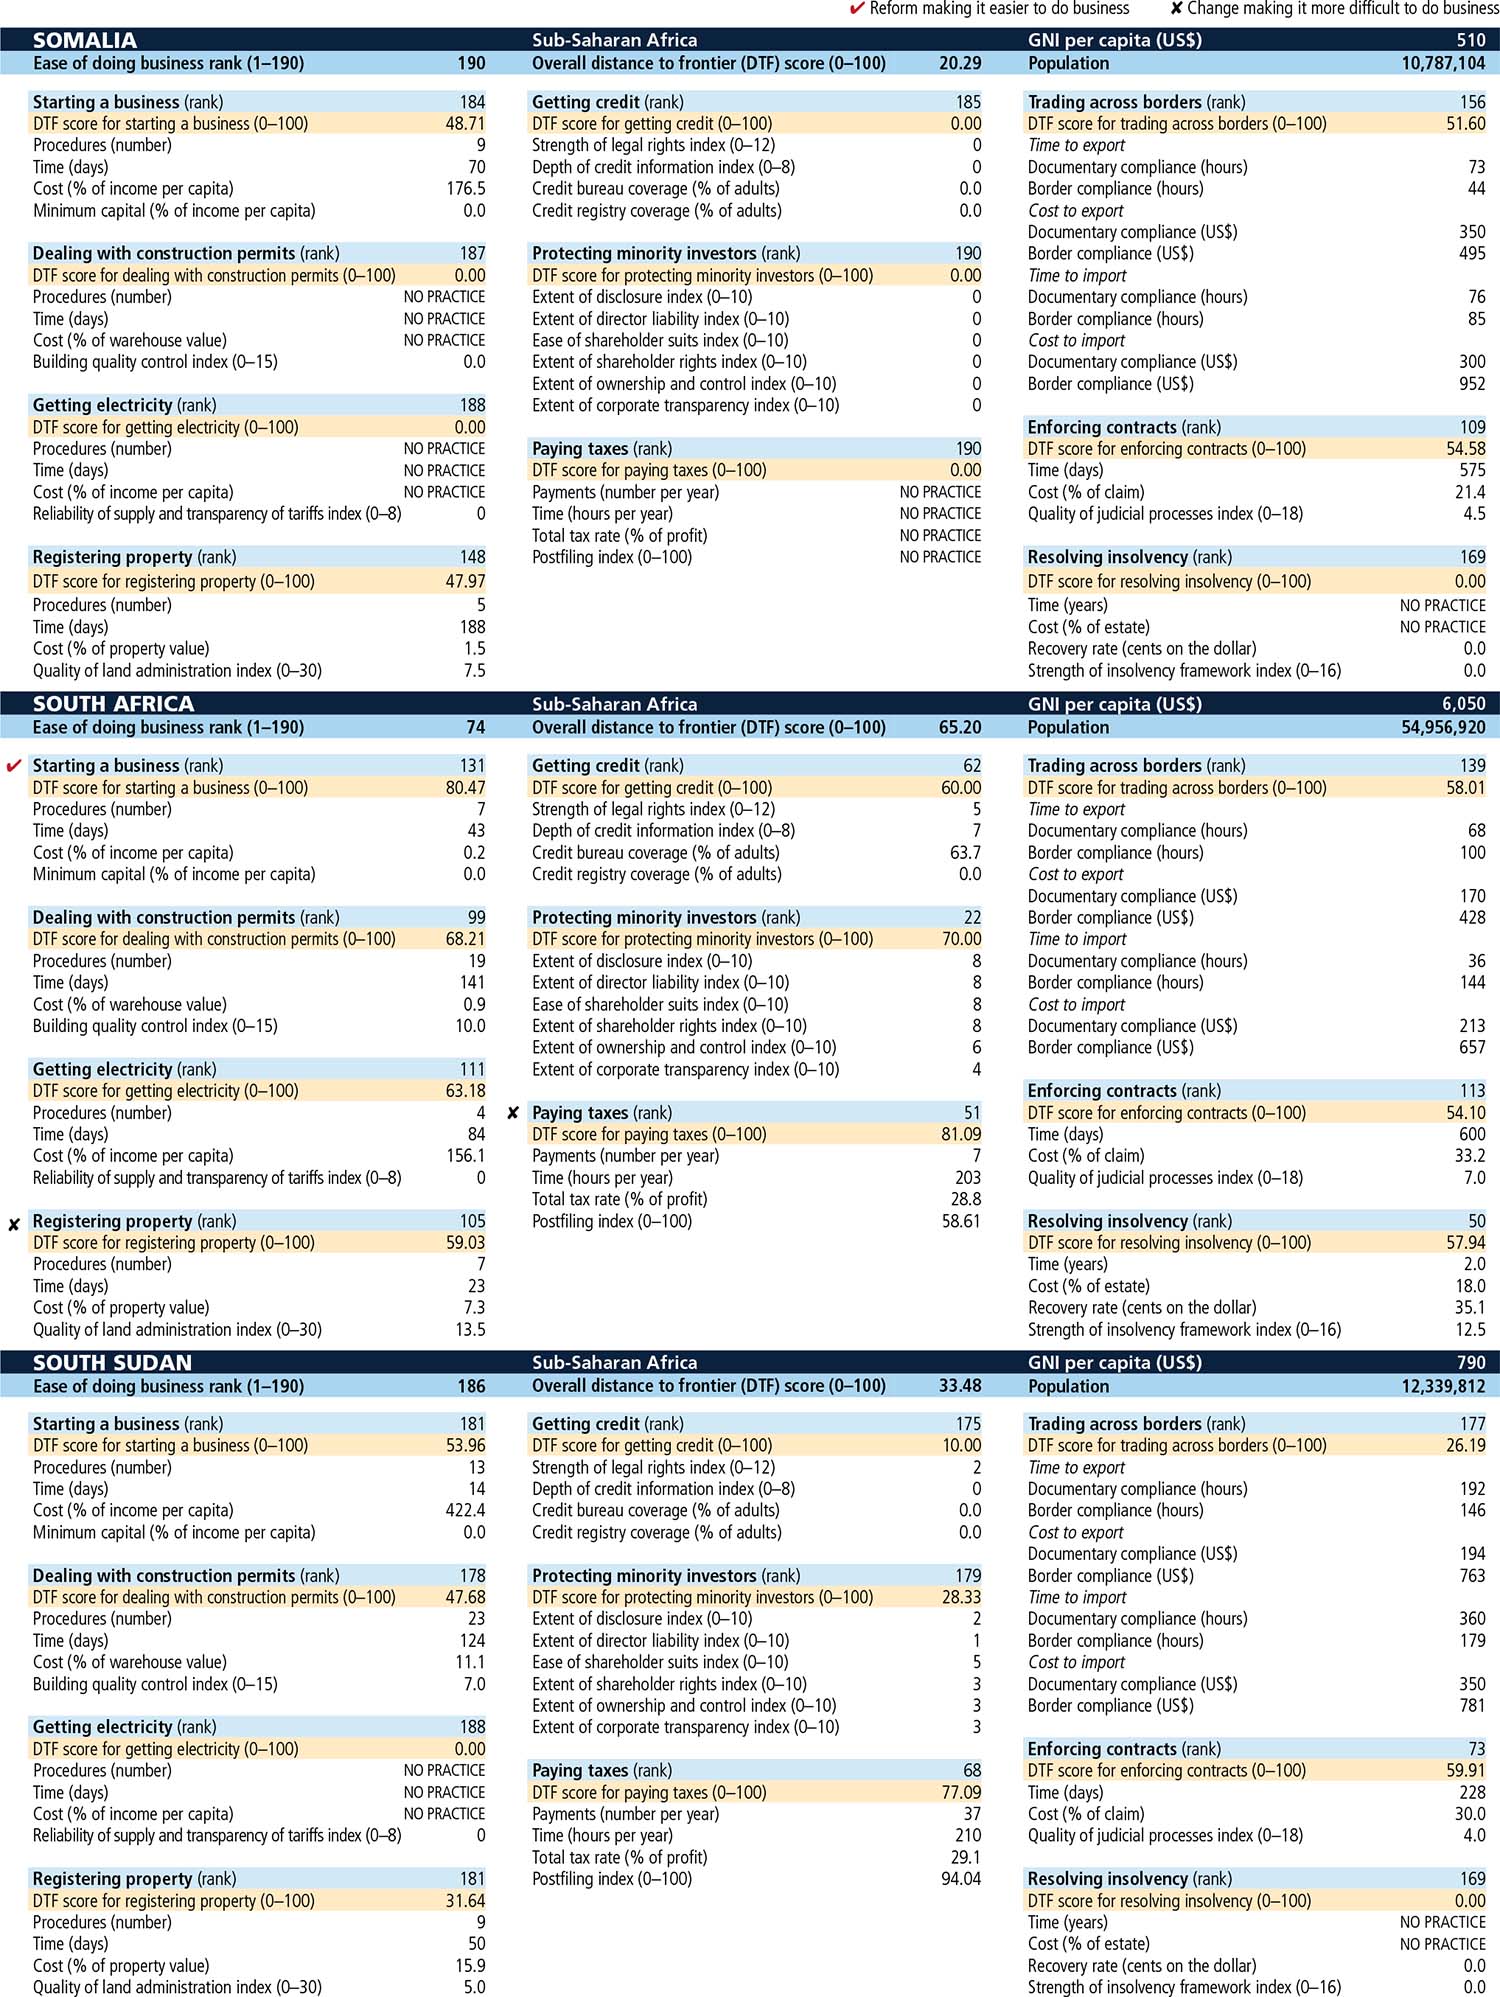 ✔ Reform making it easier to do business ✘ Change making it more difficult to do business
SOMALIA Sub-Saharan Africa GNI per capita (US$) 510
Ease of doing business rank (1–190) 190 Overall distance to frontier (DTF) score (0–100) 20.29 Population 10,787,104
Starting a business (rank) 184
DTF score for starting a business (0–100) 48.71
Procedures (number) 9
Time (days) 70
Cost (% of income per capita) 176.5
Minimum capital (% of income per capita) 0.0
Dealing with construction permits (rank) 187
DTF score for dealing with construction permits (0–100) 0.00
Procedures (number) NO PRACTICE
Time (days) NO PRACTICE
Cost (% of warehouse value) NO PRACTICE
Building quality control index (0–15) 0.0
Getting electricity (rank) 188
DTF score for getting electricity (0–100) 0.00
Procedures (number) NO PRACTICE
Time (days) NO PRACTICE
Cost (% of income per capita) NO PRACTICE
Reliability of supply and transparency of tariffs index (0–8) 0
Registering property (rank) 148
DTF score for registering property (0–100) 47.97
Procedures (number) 5
Time (days) 188
Cost (% of property value) 1.5
Quality of land administration index (0–30) 7.5
Getting credit (rank) 185
DTF score for getting credit (0–100) 0.00
Strength of legal rights index (0–12) 0
Depth of credit information index (0–8) 0
Credit bureau coverage (% of adults) 0.0
Credit registry coverage (% of adults) 0.0
Protecting minority investors (rank) 190
DTF score for protecting minority investors (0–100) 0.00
Extent of disclosure index (0–10) 0
Extent of director liability index (0–10) 0
Ease of shareholder suits index (0–10) 0
Extent of shareholder rights index (0–10) 0
Extent of ownership and control index (0–10) 0
Extent of corporate transparency index (0–10) 0
Paying taxes (rank) 190
DTF score for paying taxes (0–100) 0.00
Payments (number per year) NO PRACTICE
Time (hours per year) NO PRACTICE
Total tax rate (% of profit) NO PRACTICE
Postfiling index (0–100) NO PRACTICE
Trading across borders (rank) 156
DTF score for trading across borders (0–100) 51.60
Time to export
Documentary compliance (hours) 73
Border compliance (hours) 44
Cost to export
Documentary compliance (US$) 350
Border compliance (US$) 495
Time to import
Documentary compliance (hours) 76
Border compliance (hours) 85
Cost to import
Documentary compliance (US$) 300
Border compliance (US$) 952
Enforcing contracts (rank) 109
DTF score for enforcing contracts (0–100) 54.58
Time (days) 575
Cost (% of claim) 21.4
Quality of judicial processes index (0–18) 4.5
Resolving insolvency (rank) 169
DTF score for resolving insolvency (0–100) 0.00
Time (years) NO PRACTICE
Cost (% of estate) NO PRACTICE
Recovery rate (cents on the dollar) 0.0
Strength of insolvency framework index (0–16) 0.0
SOUTH AFRICA Sub-Saharan Africa GNI per capita (US$) 6,050
Ease of doing business rank (1–190) 74 Overall distance to frontier (DTF) score (0–100) 65.20 Population 54,956,920
✔ Starting a business (rank) 131
DTF score for starting a business (0–100) 80.47
Procedures (number) 7
Time (days) 43
Cost (% of income per capita) 0.2
Minimum capital (% of income per capita) 0.0
Dealing with construction permits (rank) 99
DTF score for dealing with construction permits (0–100) 68.21
Procedures (number) 19
Time (days) 141
Cost (% of warehouse value) 0.9
Building quality control index (0–15) 10.0
Getting electricity (rank) 111
DTF score for getting electricity (0–100) 63.18
Procedures (number) 4
Time (days) 84
Cost (% of income per capita) 156.1
Reliability of supply and transparency of tariffs index (0–8) 0
✘ Registering property (rank) 105
DTF score for registering property (0–100) 59.03
Procedures (number) 7
Time (days) 23
Cost (% of property value) 7.3
Quality of land administration index (0–30) 13.5
Getting credit (rank) 62
DTF score for getting credit (0–100) 60.00
Strength of legal rights index (0–12) 5
Depth of credit information index (0–8) 7
Credit bureau coverage (% of adults) 63.7
Credit registry coverage (% of adults) 0.0
Protecting minority investors (rank) 22
DTF score for protecting minority investors (0–100) 70.00
Extent of disclosure index (0–10) 8
Extent of director liability index (0–10) 8
Ease of shareholder suits index (0–10) 8
Extent of shareholder rights index (0–10) 8
Extent of ownership and control index (0–10) 6
Extent of corporate transparency index (0–10) 4
✘ Paying taxes (rank) 51
DTF score for paying taxes (0–100) 81.09
Payments (number per year) 7
Time (hours per year) 203
Total tax rate (% of profit) 28.8
Postfiling index (0–100) 58.61
Trading across borders (rank) 139
DTF score for trading across borders (0–100) 58.01
Time to export
Documentary compliance (hours) 68
Border compliance (hours) 100
Cost to export
Documentary compliance (US$) 170
Border compliance (US$) 428
Time to import
Documentary compliance (hours) 36
Border compliance (hours) 144
Cost to import
Documentary compliance (US$) 213
Border compliance (US$) 657
Enforcing contracts (rank) 113
DTF score for enforcing contracts (0–100) 54.10
Time (days) 600
Cost (% of claim) 33.2
Quality of judicial processes index (0–18) 7.0
Resolving insolvency (rank) 50
DTF score for resolving insolvency (0–100) 57.94
Time (years) 2.0
Cost (% of estate) 18.0
Recovery rate (cents on the dollar) 35.1
Strength of insolvency framework index (0–16) 12.5
SOUTH SUDAN Sub-Saharan Africa GNI per capita (US$) 790
Ease of doing business rank (1–190) 186 Overall distance to frontier (DTF) score (0–100) 33.48 Population 12,339,812
Starting a business (rank) 181
DTF score for starting a business (0–100) 53.96
Procedures (number) 13
Time (days) 14
Cost (% of income per capita) 422.4
Minimum capital (% of income per capita) 0.0
Dealing with construction permits (rank) 178
DTF score for dealing with construction permits (0–100) 47.68
Procedures (number) 23
Time (days) 124
Cost (% of warehouse value) 11.1
Building quality control index (0–15) 7.0
Getting electricity (rank) 188
DTF score for getting electricity (0–100) 0.00
Procedures (number) NO PRACTICE
Time (days) NO PRACTICE
Cost (% of income per capita) NO PRACTICE
Reliability of supply and transparency of tariffs index (0–8) 0
Registering property (rank) 181
DTF score for registering property (0–100) 31.64
Procedures (number) 9
Time (days) 50
Cost (% of property value) 15.9
Quality of land administration index (0–30) 5.0
Getting credit (rank) 175
DTF score for getting credit (0–100) 10.00
Strength of legal rights index (0–12) 2
Depth of credit information index (0–8) 0
Credit bureau coverage (% of adults) 0.0
Credit registry coverage (% of adults) 0.0
Protecting minority investors (rank) 179
DTF score for protecting minority investors (0–100) 28.33
Extent of disclosure index (0–10) 2
Extent of director liability index (0–10) 1
Ease of shareholder suits index (0–10) 5
Extent of shareholder rights index (0–10) 3
Extent of ownership and control index (0–10) 3
Extent of corporate transparency index (0–10) 3
Paying taxes (rank) 68
DTF score for paying taxes (0–100) 77.09
Payments (number per year) 37
Time (hours per year) 210
Total tax rate (% of profit) 29.1
Postfiling index (0–100) 94.04
Trading across borders (rank) 177
DTF score for trading across borders (0–100) 26.19
Time to export
Documentary compliance (hours) 192
Border compliance (hours) 146
Cost to export
Documentary compliance (US$) 194
Border compliance (US$) 763
Time to import
Documentary compliance (hours) 360
Border compliance (hours) 179
Cost to import
Documentary compliance (US$) 350
Border compliance (US$) 781
Enforcing contracts (rank) 73
DTF score for enforcing contracts (0–100) 59.91
Time (days) 228
Cost (% of claim) 30.0
Quality of judicial processes index (0–18) 4.0
Resolving insolvency (rank) 169
DTF score for resolving insolvency (0–100) 0.00
Time (years) NO PRACTICE
Cost (% of estate) NO PRACTICE
Recovery rate (cents on the dollar) 0.0
Strength of insolvency framework index (0–16) 0.0